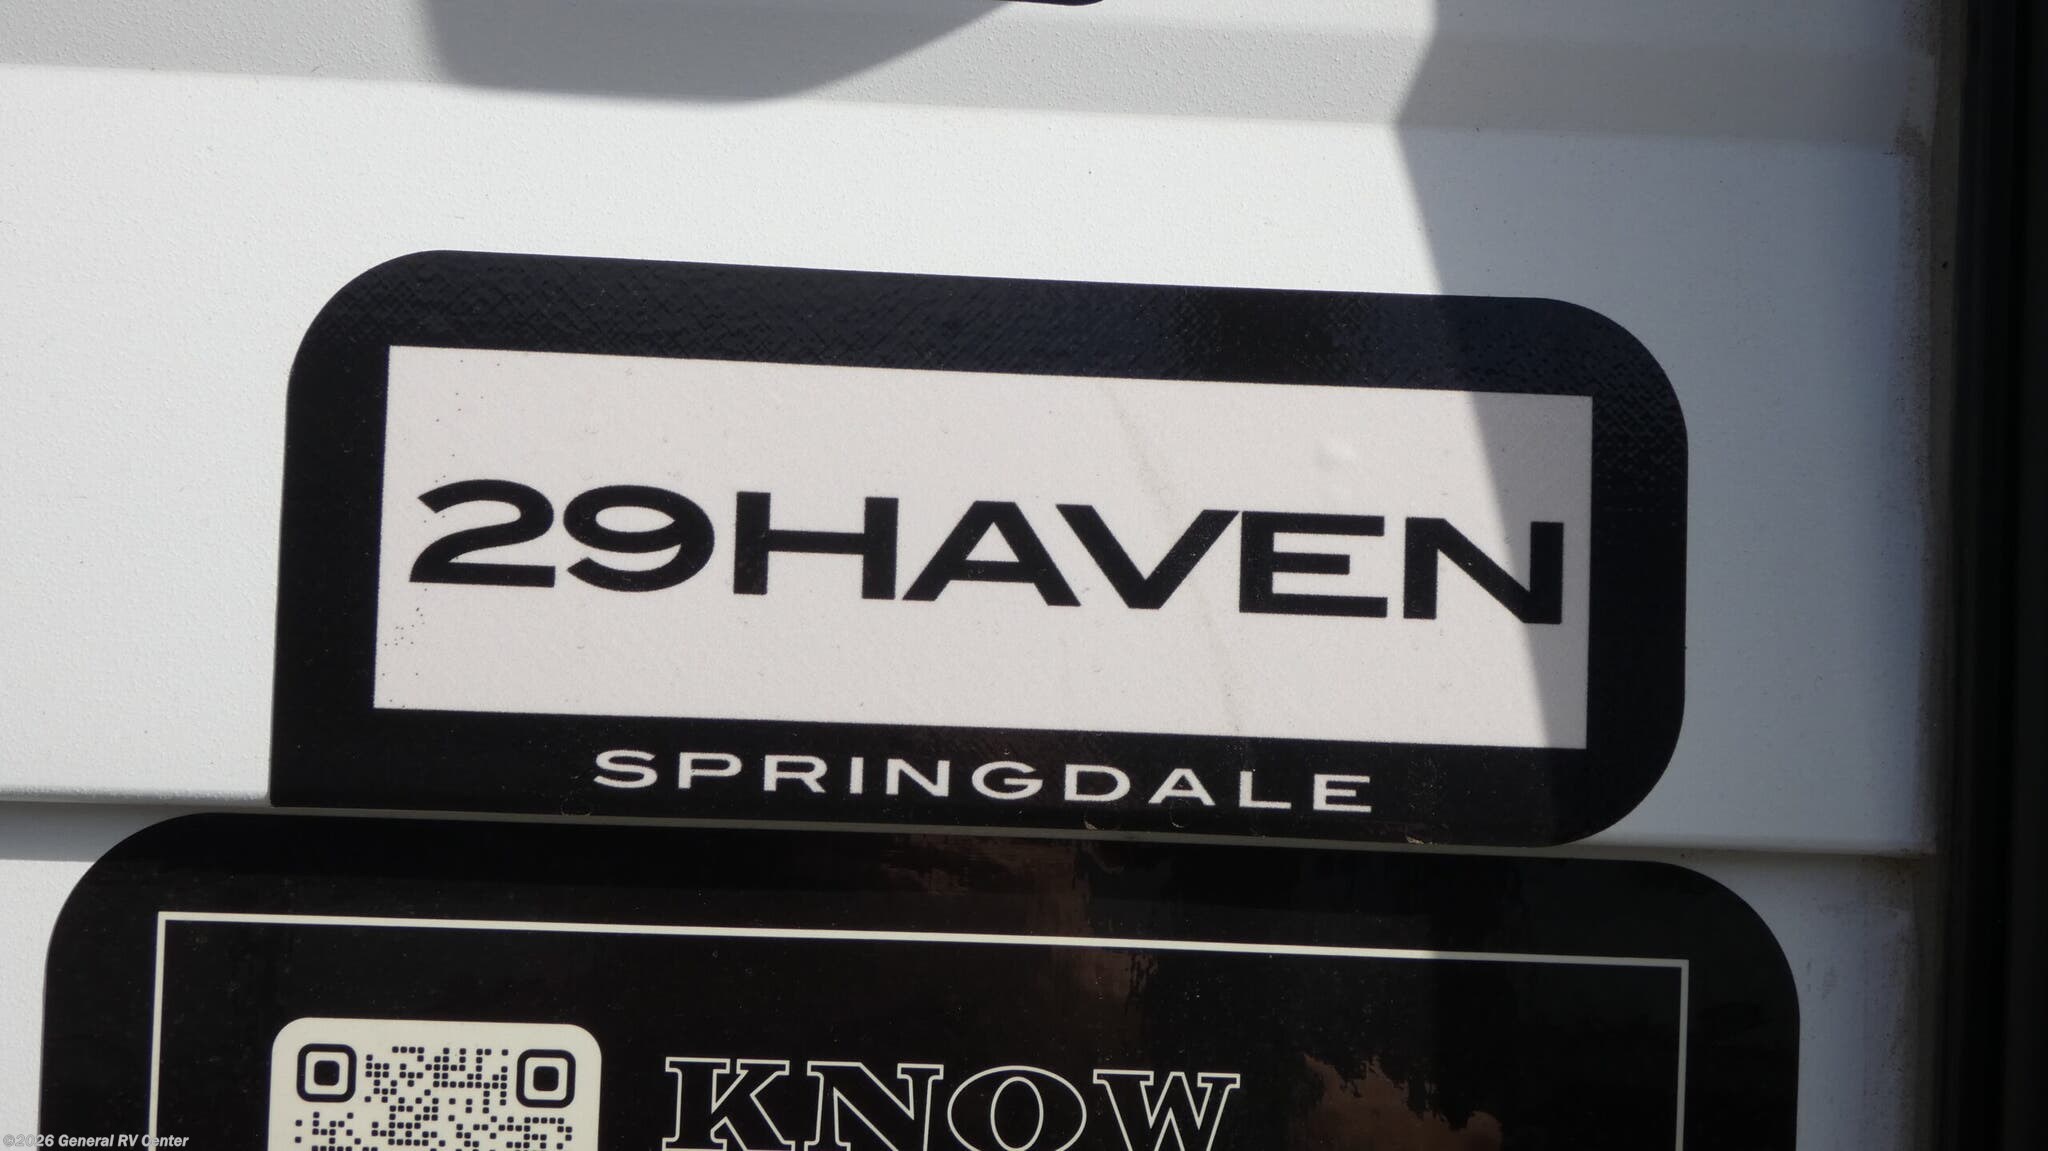 29HAVEN
SPRINGDALE
KNOW
©2026 General RV Center